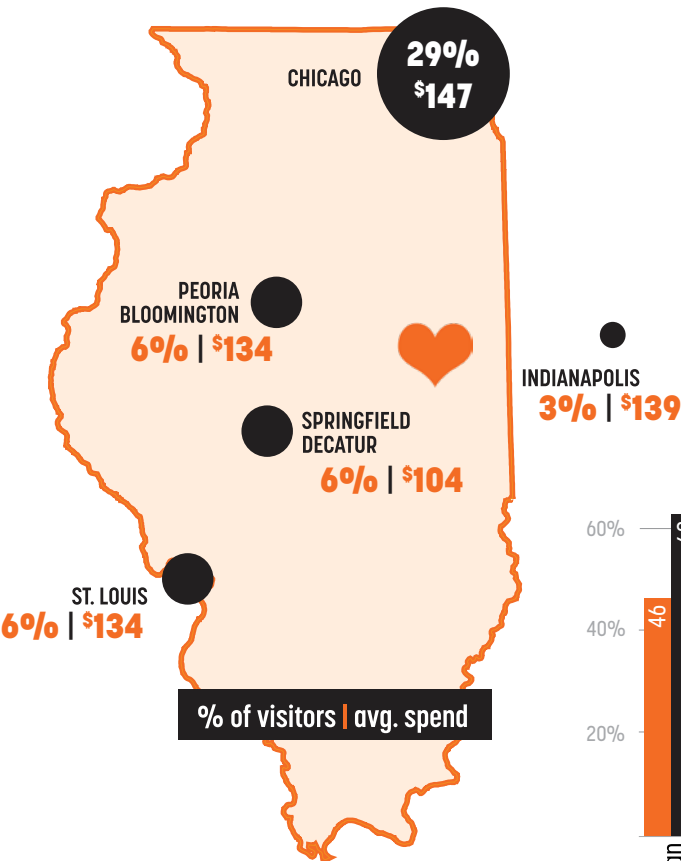 29%
CHICAGO
$147
PEORIA
BLOOMINGTON
6% | $134
INDIANAPOLIS
3% | $139
SPRINGFIELD
DECATUR
6% | $104
ST. LOUIS
6% | $134
% of visitors | avg. spend
60%
40%
20%
46